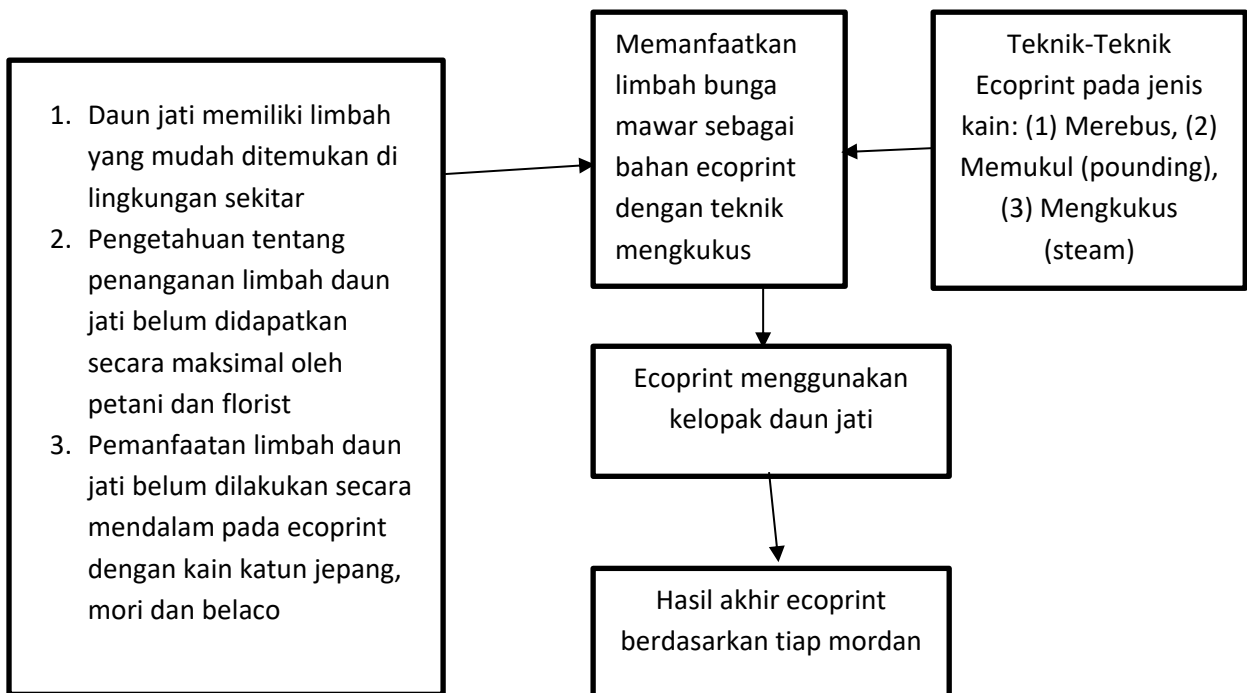 1. Daun jati memiliki limbah
yang mudah ditemukan di
lingkungan sekitar
2. Pengetahuan tentang
penanganan limbah daun
jati belum didapatkan
secara maksimal oleh
petani dan florist
3. Pemanfaatan limbah daun
jati belum dilakukan secara
mendalam pada ecoprint
dengan kain katun jepang,
mori dan belaco
Memanfaatkan
limbah bunga
mawar sebagai
bahan ecoprint
dengan teknik
mengkukus
Teknik-Teknik
Ecoprint pada jenis
kain: (1) Merebus, (2)
Memukul (pounding),
(3) Mengkukus
(steam)
Ecoprint menggunakan
kelopak daun jati
Hasil akhir ecoprint
berdasarkan tiap mordan